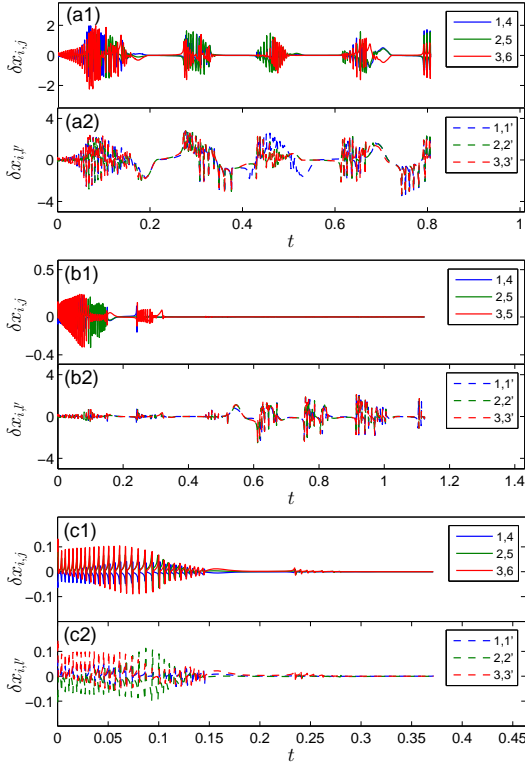 (a1)
δx_{i,j}
2
0
−2
1,4
2,5
3,6
(a2)
δx_{i,i'}
4
0
−4
1,1'
2,2'
3,3'
0 0.2 0.4 0.6 0.8 1
t
(b1)
δx_{i,j}
0.5
0
−0.4
1,4
2,5
3,5
(b2)
δx_{i,i'}
4
0
−4
1,1'
2,2'
3,3'
0 0.2 0.4 0.6 0.8 1 1.2 1.4
t
(c1)
δx_{i,j}
0.1
0
−0.1
1,4
2,5
3,6
(c2)
δx_{i,i'}
0.1
0
−0.1
1,1'
2,2'
3,3'
0 0.05 0.1 0.15 0.2 0.25 0.3 0.35 0.4 0.45
t